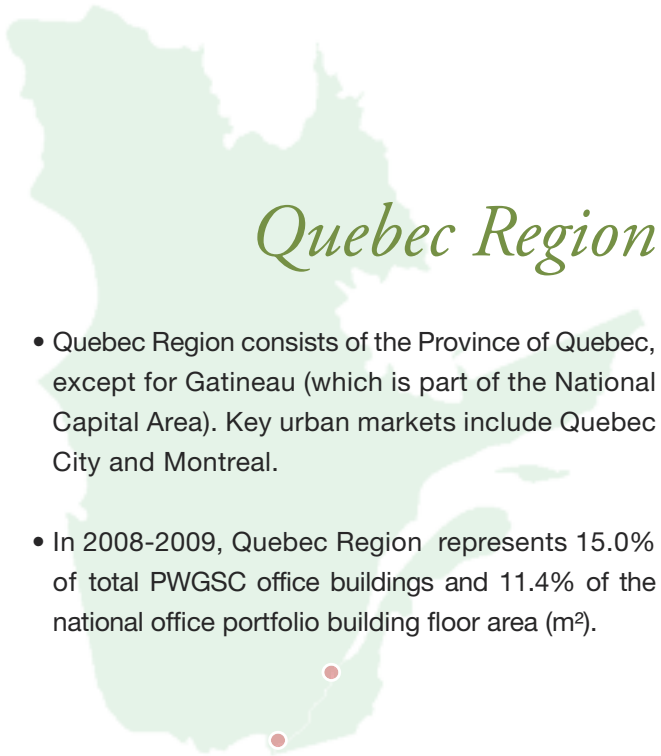 Quebec Region
• Quebec Region consists of the Province of Quebec,
except for Gatineau (which is part of the National
Capital Area). Key urban markets include Quebec
City and Montreal.
• In 2008-2009, Quebec Region represents 15.0%
of total PWGSC office buildings and 11.4% of the
national office portfolio building floor area (m²).